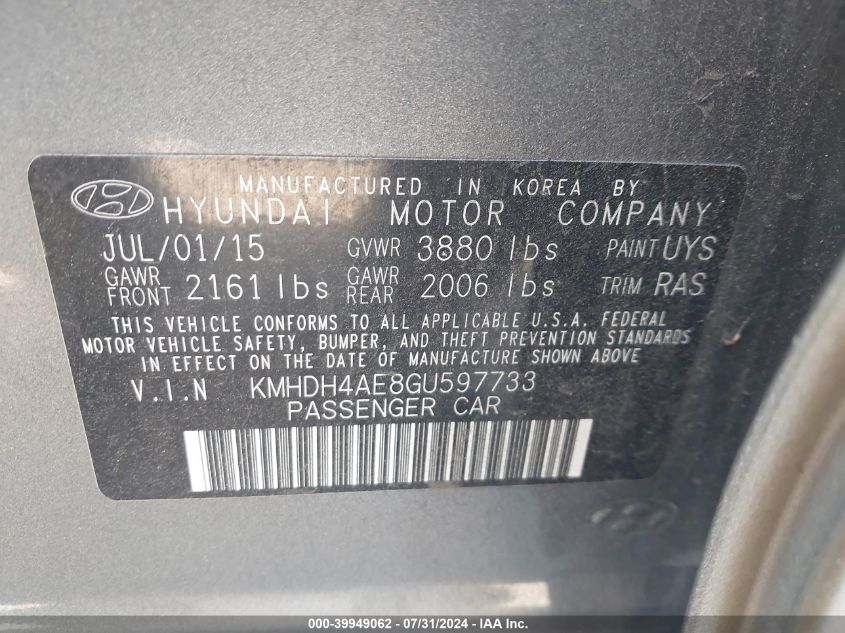 MANUFACTURED IN KOREA BY
HYUNDAI MOTOR COMPANY
JUL/01/15 GVWR 3880 lbs PAINT UYS
GAWR FRONT 2161 lbs GAWR REAR 2006 lbs TRIM RAS
THIS VEHICLE CONFORMS TO ALL APPLICABLE U.S.A. FEDERAL
MOTOR VEHICLE SAFETY, BUMPER, AND THEFT PREVENTION STANDARDS
IN EFFECT ON THE DATE OF MANUFACTURE SHOWN ABOVE.
V.I.N KMHDH4AE8GU597733
PASSENGER CAR
000-39949062 - 07/31/2024 - IAA Inc.